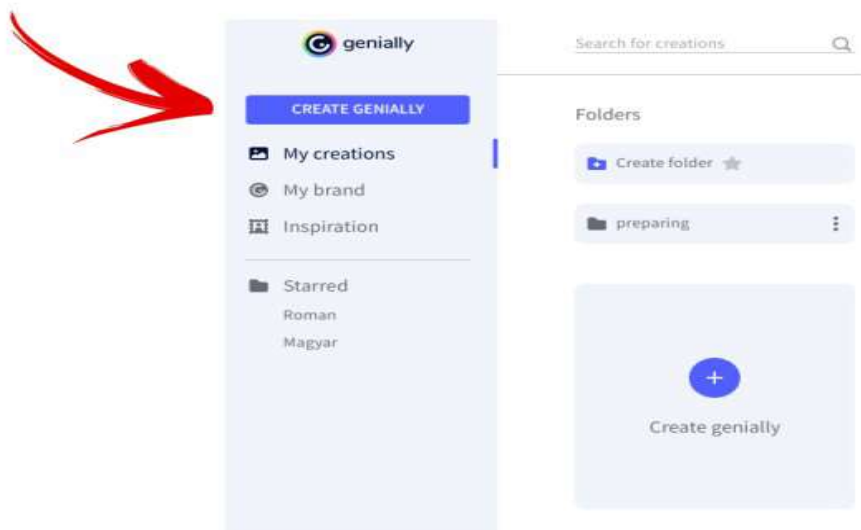 genially
CREATE GENIALLY
My creations
My brand
Inspiration
Starred
Roman
Magyar
Search for creations
Folders
Create folder
preparing
Create genially